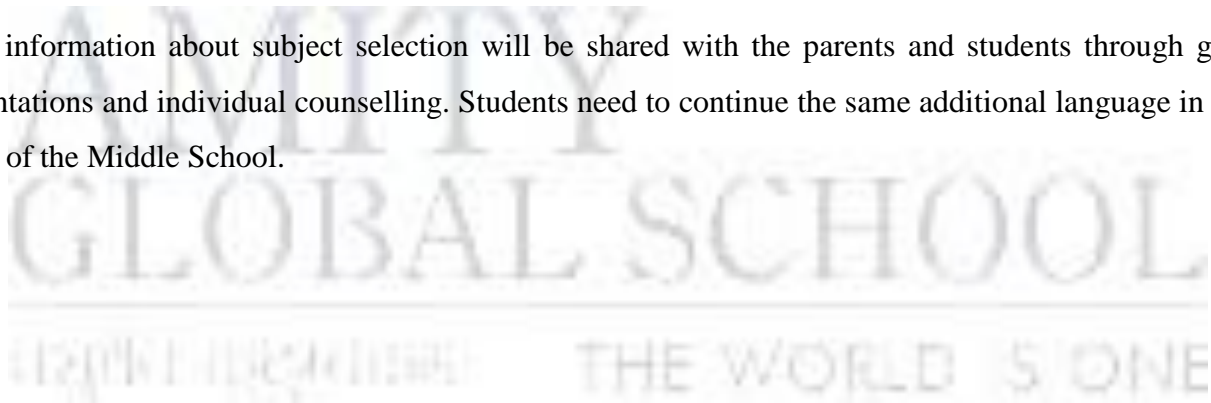 AMITY
information about subject selection will be shared with the parents and students through g
ntations and individual counselling. Students need to continue the same additional language in
of the Middle School.
GLOBAL SCHOOL
THE WORLD IS ONE